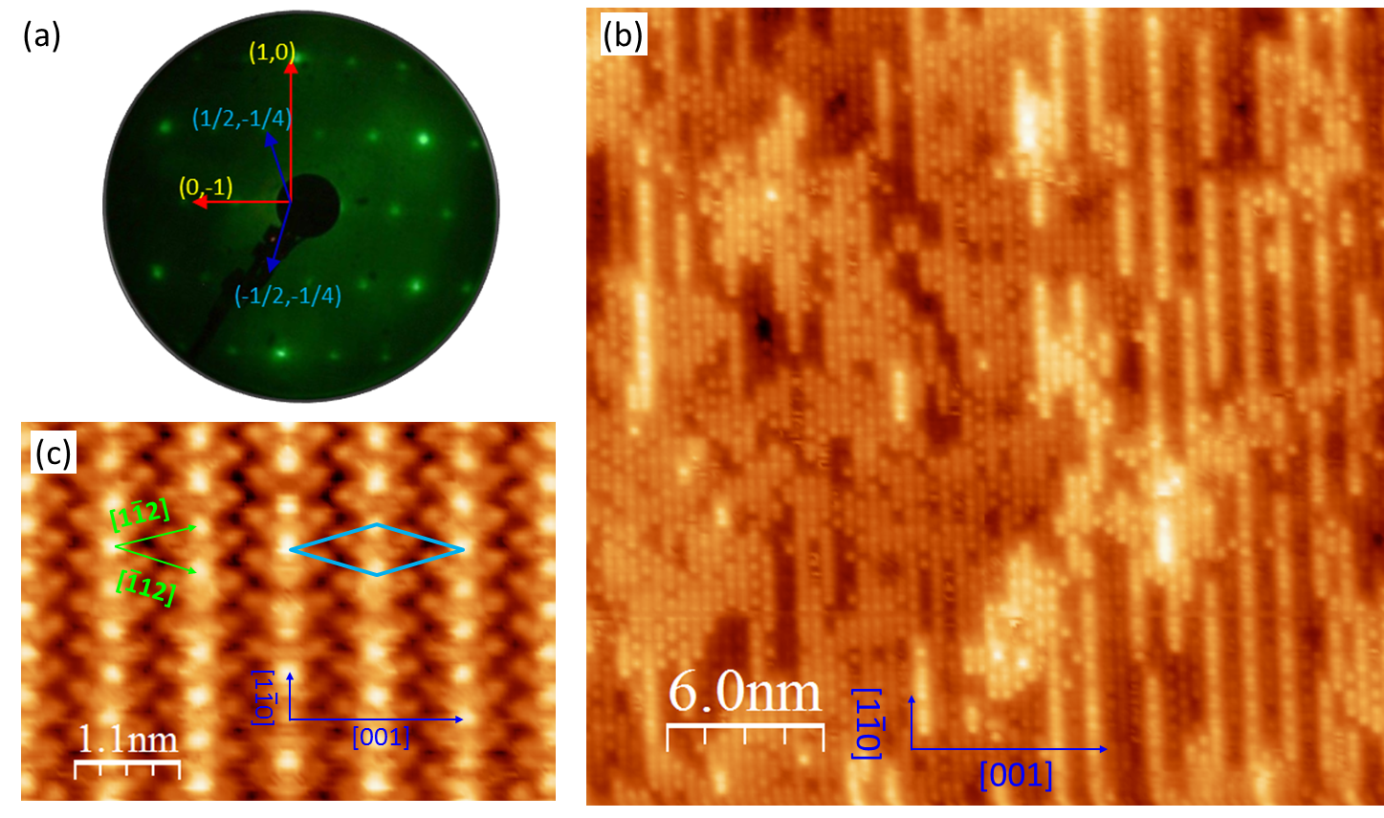 (a)
(1,0)
(1/2,-1/4)
(0,-1)
(-1/2,-1/4)
(b)
6.0nm
[11̅0]
[001]
(c)
[11̅2]
[1̅12]
[11̅0]
[001]
1.1nm